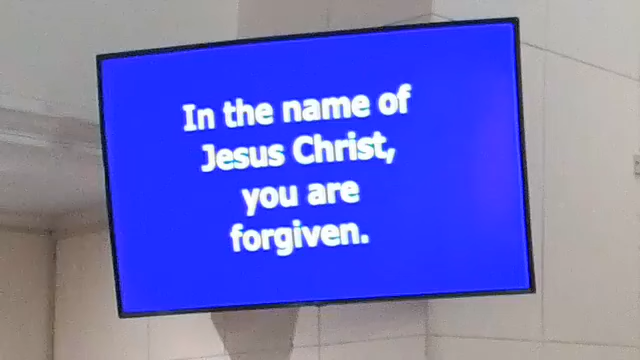 In the name of
Jesus Christ,
you are
forgiven.